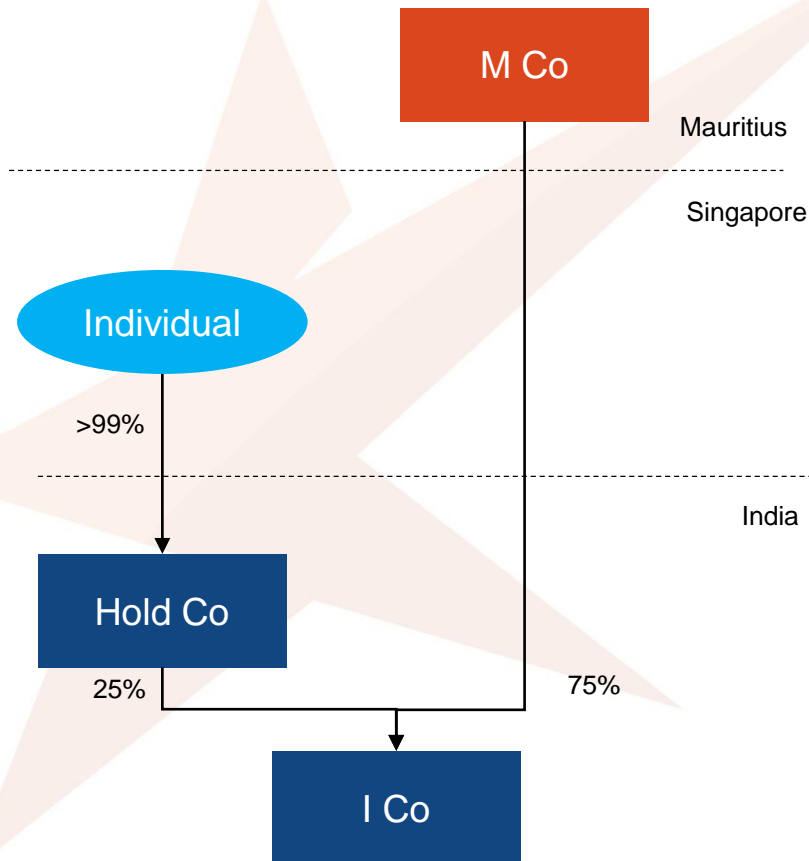 M Co
Mauritius
Singapore
Individual
>99%
India
Hold Co
25%
75%
I Co